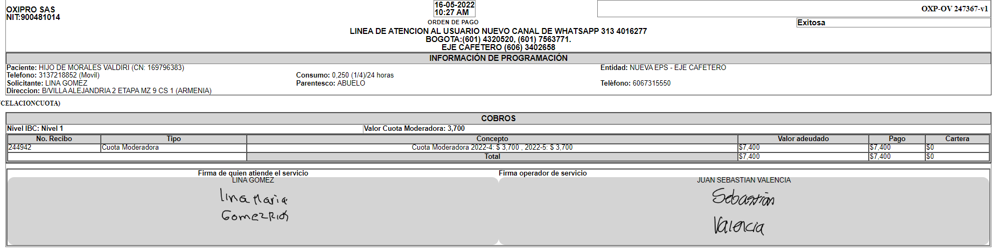 OXIPRO SAS
NIT:900481014
16-05-2022
10:27 AM
OXP-OV 247367-v1
ORDEN DE PAGO
Exitosa
LINEA DE ATENCION AL USUARIO NUEVO CANAL DE WHATSAPP 313 4016277
BOGOTA:(601) 4320520, (601) 7563771.
EJE CAFETERO (606) 3402658
INFORMACIÓN DE PROGRAMACIÓN
Paciente: HIJO DE MORALES VALDIRI (CN: 169796383) Entidad: NUEVA EPS - EJE CAFETERO
Telefono: 3137218852 (Movil) Consumo: 0,250 (1/4)/24 horas
Solicitante: LINA GOMEZ Parentesco: ABUELO Telèfono: 6067315550
Direccion: B/VILLA ALEJANDRIA 2 ETAPA MZ 9 CS 1 (ARMENIA)
CELACIONCUOTA)
COBROS
Nivel IBC: Nivel 1 Valor Cuota Moderadora: 3,700
No. Recibo Tipo Concepto Valor adeudado Pago Cartera
244942 Cuota Moderadora Cuota Moderadora 2022-4: $ 3,700 , 2022-5: $ 3,700 $7,400 $7,400 $0
Total $7,400 $7,400 $0
Firma de quien atiende el servicio Firma operador de servicio
LINA GOMEZ JUAN SEBASTIAN VALENCIA
Lina Maria Sebastián
Gomez Rios Valencia